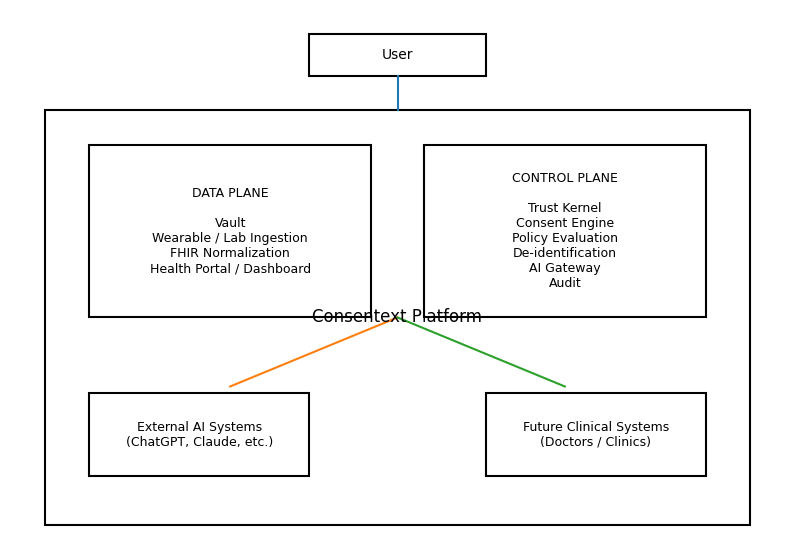 User
DATA PLANE
Vault
Wearable / Lab Ingestion
FHIR Normalization
Health Portal / Dashboard
CONTROL PLANE
Trust Kernel
Consent Engine
Policy Evaluation
De-identification
AI Gateway
Audit
Consentext Platform
External AI Systems
(ChatGPT, Claude, etc.)
Future Clinical Systems
(Doctors / Clinics)